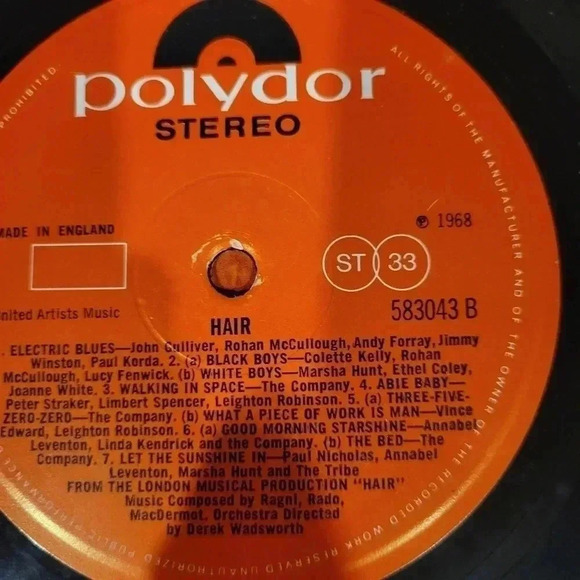 polydor
STEREO
PROHIBITED.
ALL RIGHTS OF THE MANUFACTURER AND OF THE OWNER OF THE RECORDED WORK RESERVED UNAUTHORIZED PUBLIC PERFORMANCE
MADE IN ENGLAND
℗ 1968
ST 33
United Artists Music
583043 B
HAIR
. ELECTRIC BLUES—John Gulliver, Rohan McCullough, Andy Forray, Jimmy
Winston, Paul Korda. 2. (a) BLACK BOYS—Colette Kelly, Rohan
McCullough, Lucy Fenwick. (b) WHITE BOYS—Marsha Hunt, Ethel Coley,
Joanne White. 3. WALKING IN SPACE—The Company. 4. ABIE BABY—
Peter Straker, Limbert Spencer, Leighton Robinson. 5. (a) THREE-FIVE-
ZERO-ZERO—The Company. (b) WHAT A PIECE OF WORK IS MAN—Vince
Edward, Leighton Robinson. 6. (a) GOOD MORNING STARSHINE—Annabel
Leventon, Linda Kendrick and the Company. (b) THE BED—The
Company. 7. LET THE SUNSHINE IN—Paul Nicholas, Annabel
Leventon, Marsha Hunt and The Tribe
FROM THE LONDON MUSICAL PRODUCTION "HAIR"
Music Composed by Ragni, Rado,
MacDermot, Orchestra Directed
by Derek Wadsworth